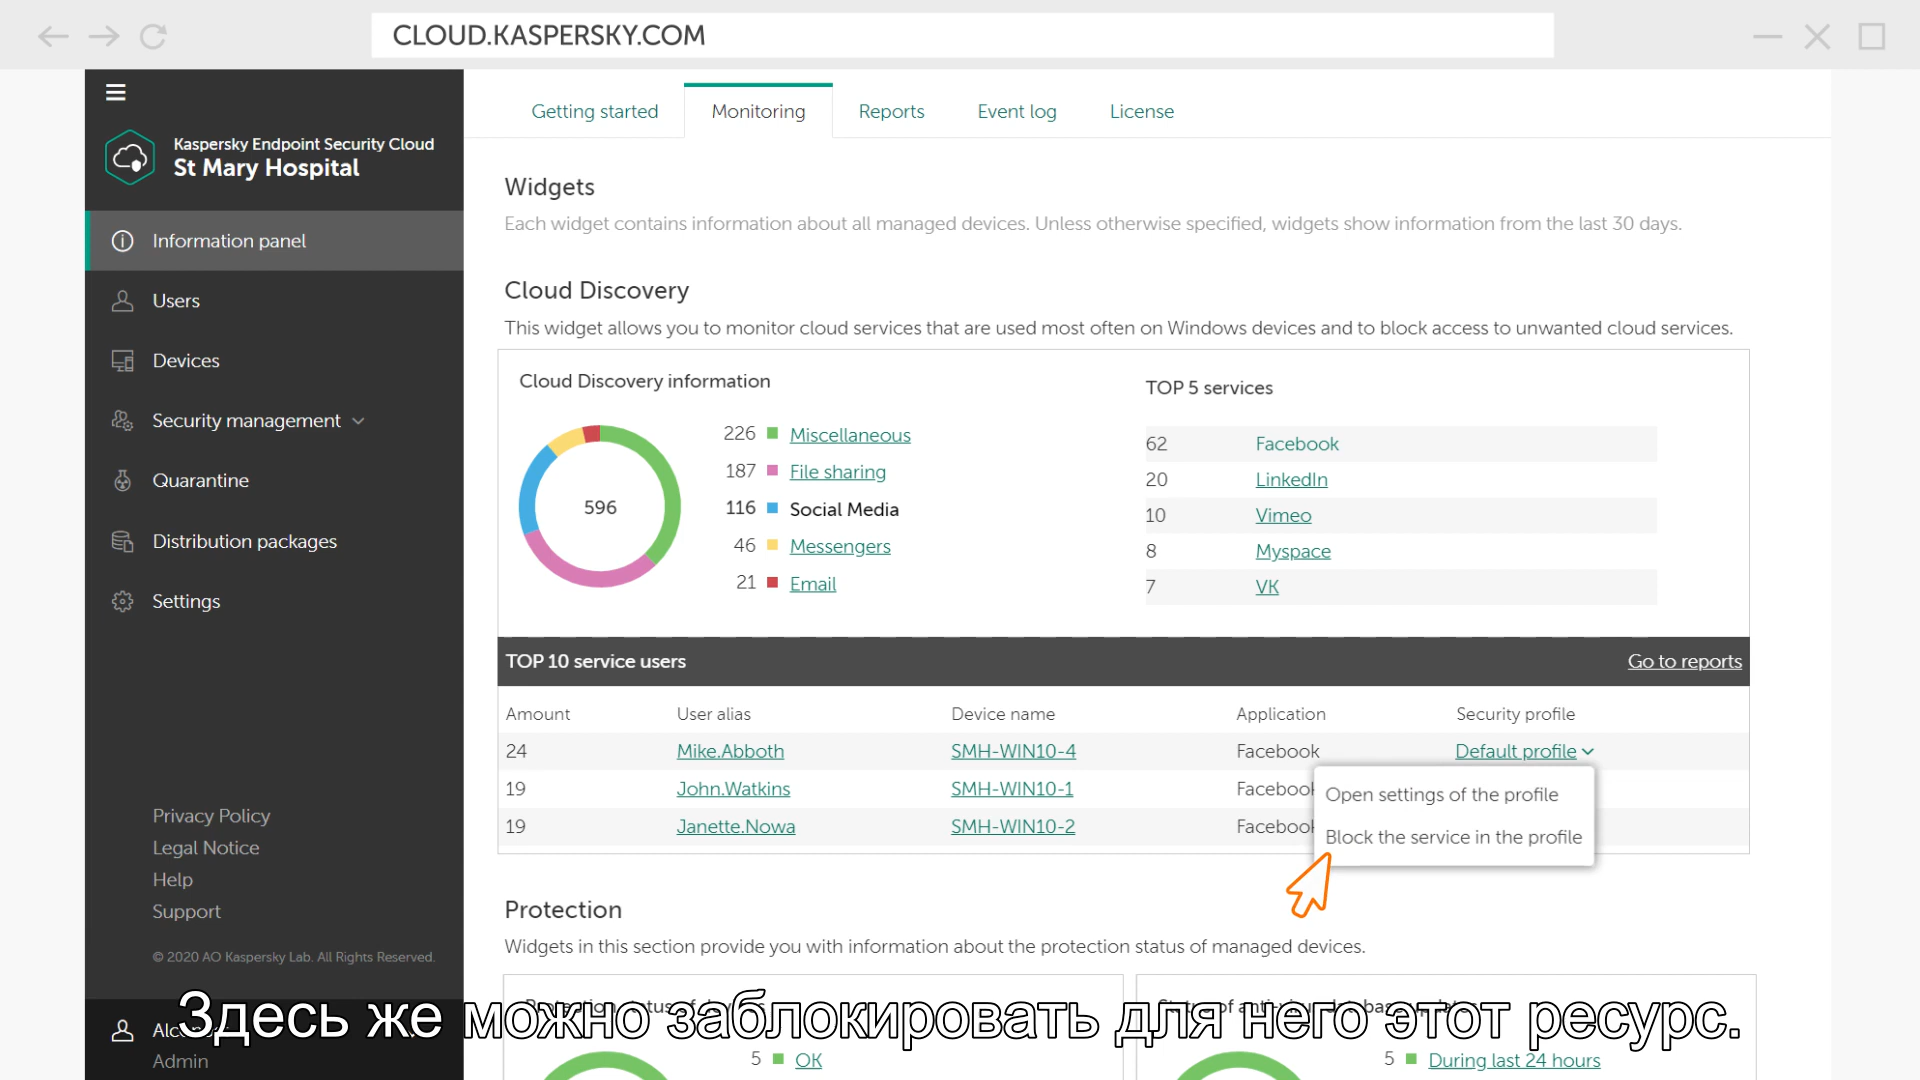 CLOUD.KASPERSKY.COM
Kaspersky Endpoint Security Cloud
St Mary Hospital
Information panel
Users
Devices
Security management
Quarantine
Distribution packages
Settings
Privacy Policy
Legal Notice
Help
Support
© 2020 AO Kaspersky Lab. All Rights Reserved.
Admin
Getting started
Monitoring
Reports
Event log
License
Widgets
Each widget contains information about all managed devices. Unless otherwise specified, widgets show information from the last 30 days.
Cloud Discovery
This widget allows you to monitor cloud services that are used most often on Windows devices and to block access to unwanted cloud services.
Cloud Discovery information
596
226 Miscellaneous
187 File sharing
116 Social Media
46 Messengers
21 Email
TOP 5 services
62 Facebook
20 LinkedIn
10 Vimeo
8 Myspace
7 VK
TOP 10 service users Go to reports
Amount User alias Device name Application Security profile
24 Mike.Abboth SMH-WIN10-4 Facebook Default profile
19 John.Watkins SMH-WIN10-1 Facebook
19 Janette.Nowa SMH-WIN10-2 Facebook
Open settings of the profile
Block the service in the profile
Protection
Widgets in this section provide you with information about the protection status of managed devices.
5 OK
5 During last 24 hours
Здесь же можно заблокировать для него этот ресурс.